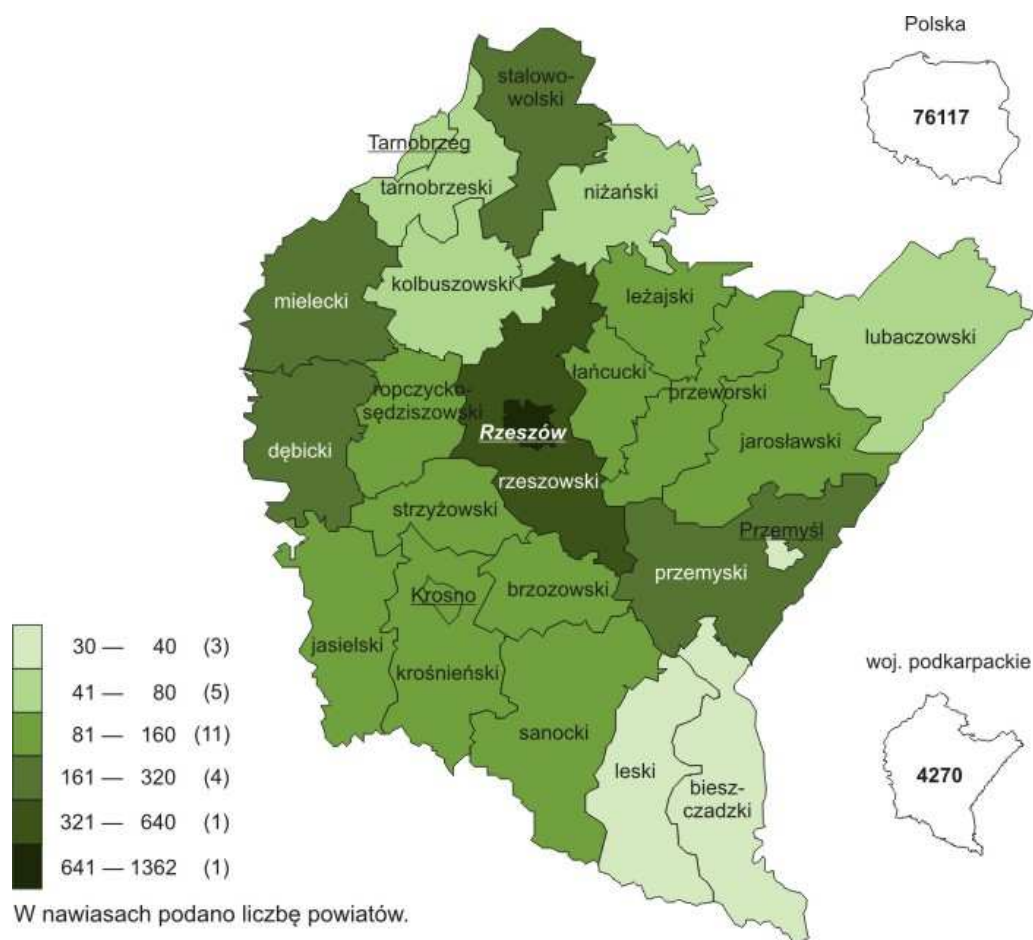 Polska
76117
stalowo-
wolski
Tarnobrzeg
tarnobrzeski
niżański
kolbuszowski
mielecki
leżajski
lubaczowski
łańcucki
ropczycko-
sędziszowski
przeworski
Rzeszów
jarosławski
dębicki
rzeszowski
strzyżowski
Przemyśl
przemyski
brzozowski
Krosno
jasielski
krośnieński
sanocki
leski
biesz-
czadzki
woj. podkarpackie
4270
30 — 40 (3)
41 — 80 (5)
81 — 160 (11)
161 — 320 (4)
321 — 640 (1)
641 — 1362 (1)
W nawiasach podano liczbę powiatów.